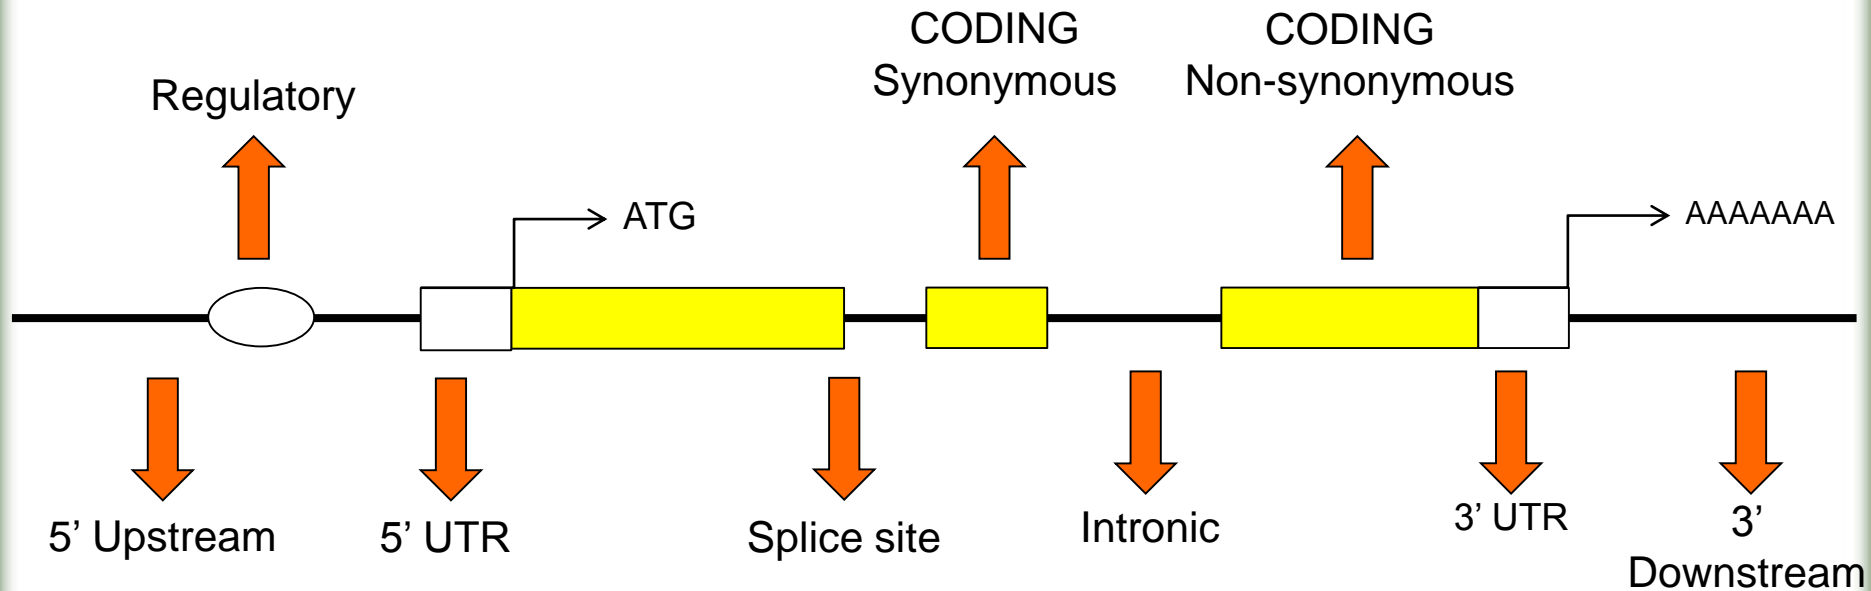 CODING
Synonymous
CODING
Non-synonymous
Regulatory
ATG
AAAAAAA
5’ Upstream
5’ UTR
Splice site
Intronic
3’ UTR
3’
Downstream